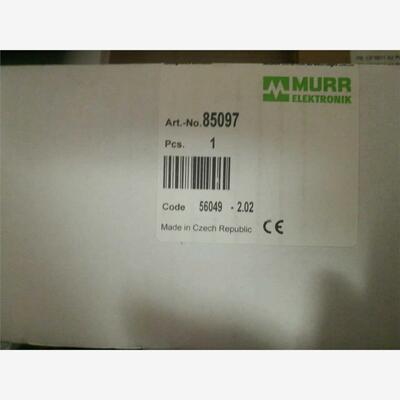 MURR
ELEKTRONIK
Art.-No. 85097
Pcs. 1
Code 56049 - 2.02
Made in Czech Republic CE